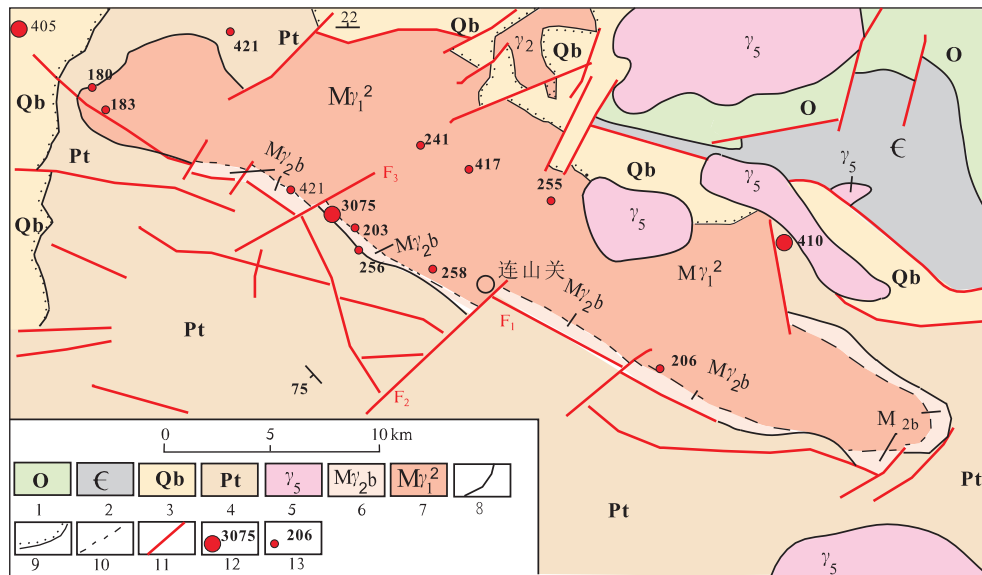 405
421
Pt
22
Qb
γ₂
Qb
γ₅
O
180
183
Qb
Mγ₁²
O
Є
Pt
241
417
Mγ₂b
F₃
421
255
Qb
γ₅
γ₅
3075
203
γ₅
410
Qb
256
Mγ₂b
258
连山关
Mγ₁²
Qb
Mγ₂b
F₁
Pt
206
Mγ₂b
75
F₂
M ₂b
Pt
Pt
γ₅
0 5 10 km
O Є Qb Pt γ₅ Mγ₂b Mγ₁²
1 2 3 4 5 6 7 8
3075 206
9 10 11 12 13